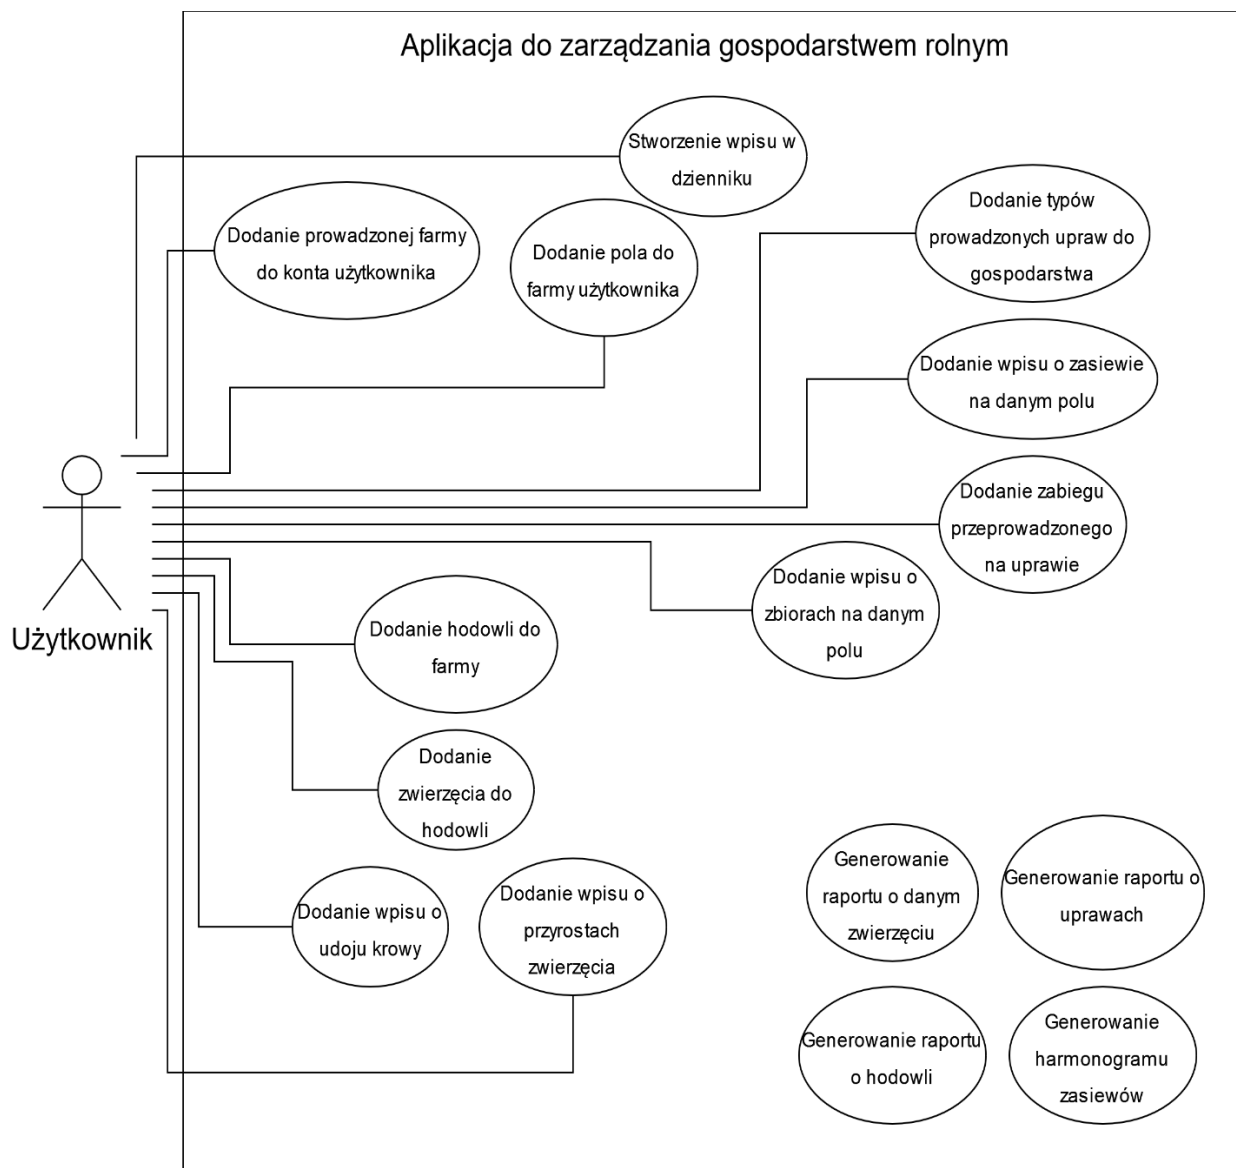 Aplikacja do zarządzania gospodarstwem rolnym
Stworzenie wpisu w
dzienniku
Dodanie prowadzonej farmy
do konta użytkownika
Dodanie pola do
farmy użytkownika
Dodanie typów
prowadzonych upraw do
gospodarstwa
Dodanie wpisu o zasiewie
na danym polu
Dodanie zabiegu
przeprowadzonego
na uprawie
Dodanie wpisu o
zbiorach na danym
polu
Użytkownik
Dodanie hodowli do
farmy
Dodanie
zwierzęcia do
hodowli
Dodanie wpisu o
udoju krowy
Dodanie wpisu o
przyrostach
zwierzęcia
Generowanie
raportu o danym
zwierzęciu
Generowanie raportu o
uprawach
Generowanie raportu
o hodowli
Generowanie
harmonogramu
zasiewów